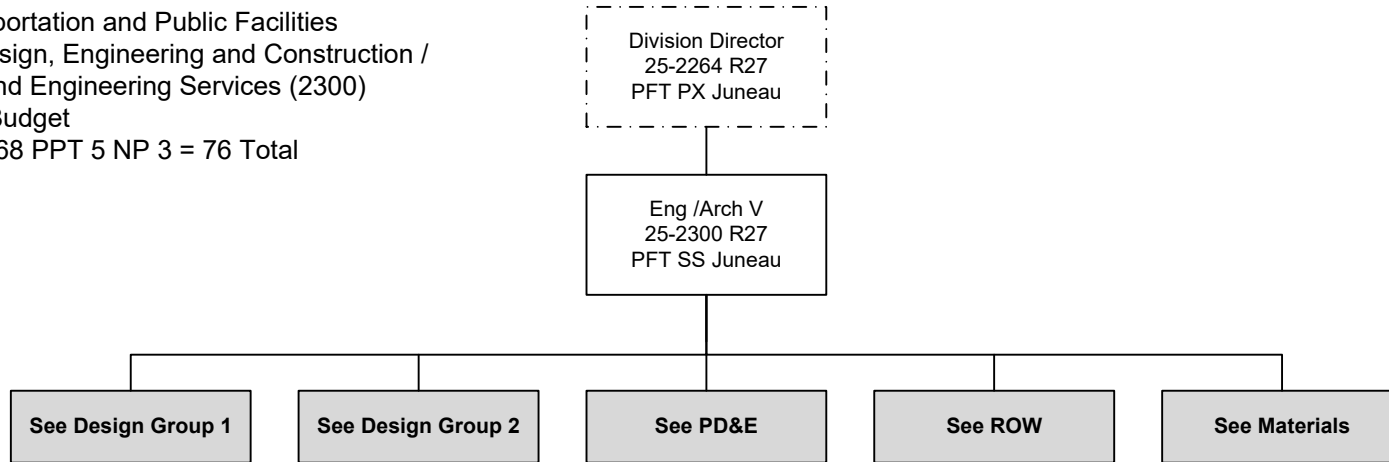 portation and Public Facilities
sign, Engineering and Construction /
nd Engineering Services (2300)
Budget
68 PPT 5 NP 3 = 76 Total
Division Director
25-2264 R27
PFT PX Juneau
Eng /Arch V
25-2300 R27
PFT SS Juneau
See Design Group 1
See Design Group 2
See PD&E
See ROW
See Materials